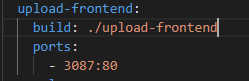 upload-frontend:
build: ./upload-frontend
ports:
- 3087:80